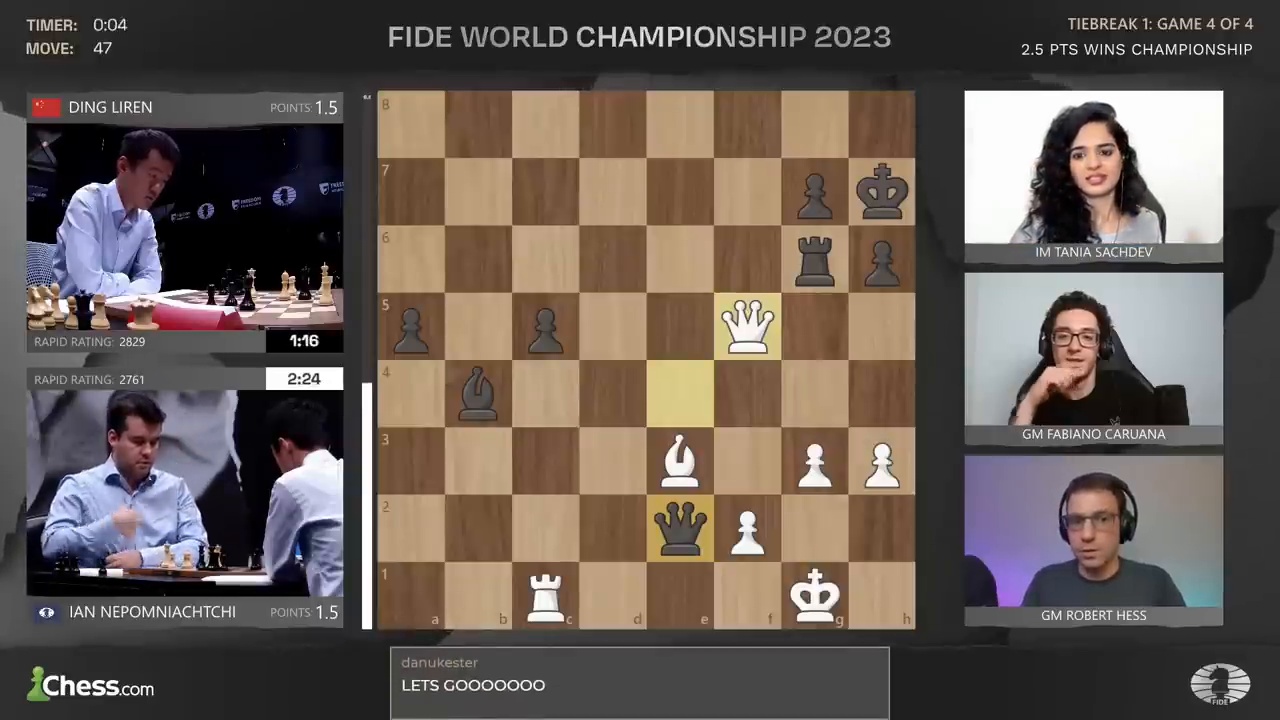 TIMER: 0:04
MOVE: 47
FIDE WORLD CHAMPIONSHIP 2023
TIEBREAK 1: GAME 4 OF 4
2.5 PTS WINS CHAMPIONSHIP
DING LIREN POINTS: 1.5
RAPID RATING: 2829 1:16
RAPID RATING: 2761 2:24
IAN NEPOMNIACHTCHI POINTS: 1.5
8
7
6
5
4
3
2
1
a b c d e f g h
IM TANIA SACHDEV
GM FABIANO CARUANA
GM ROBERT HESS
danukester
LETS GOOOOOOO
Chess.com
FIDE